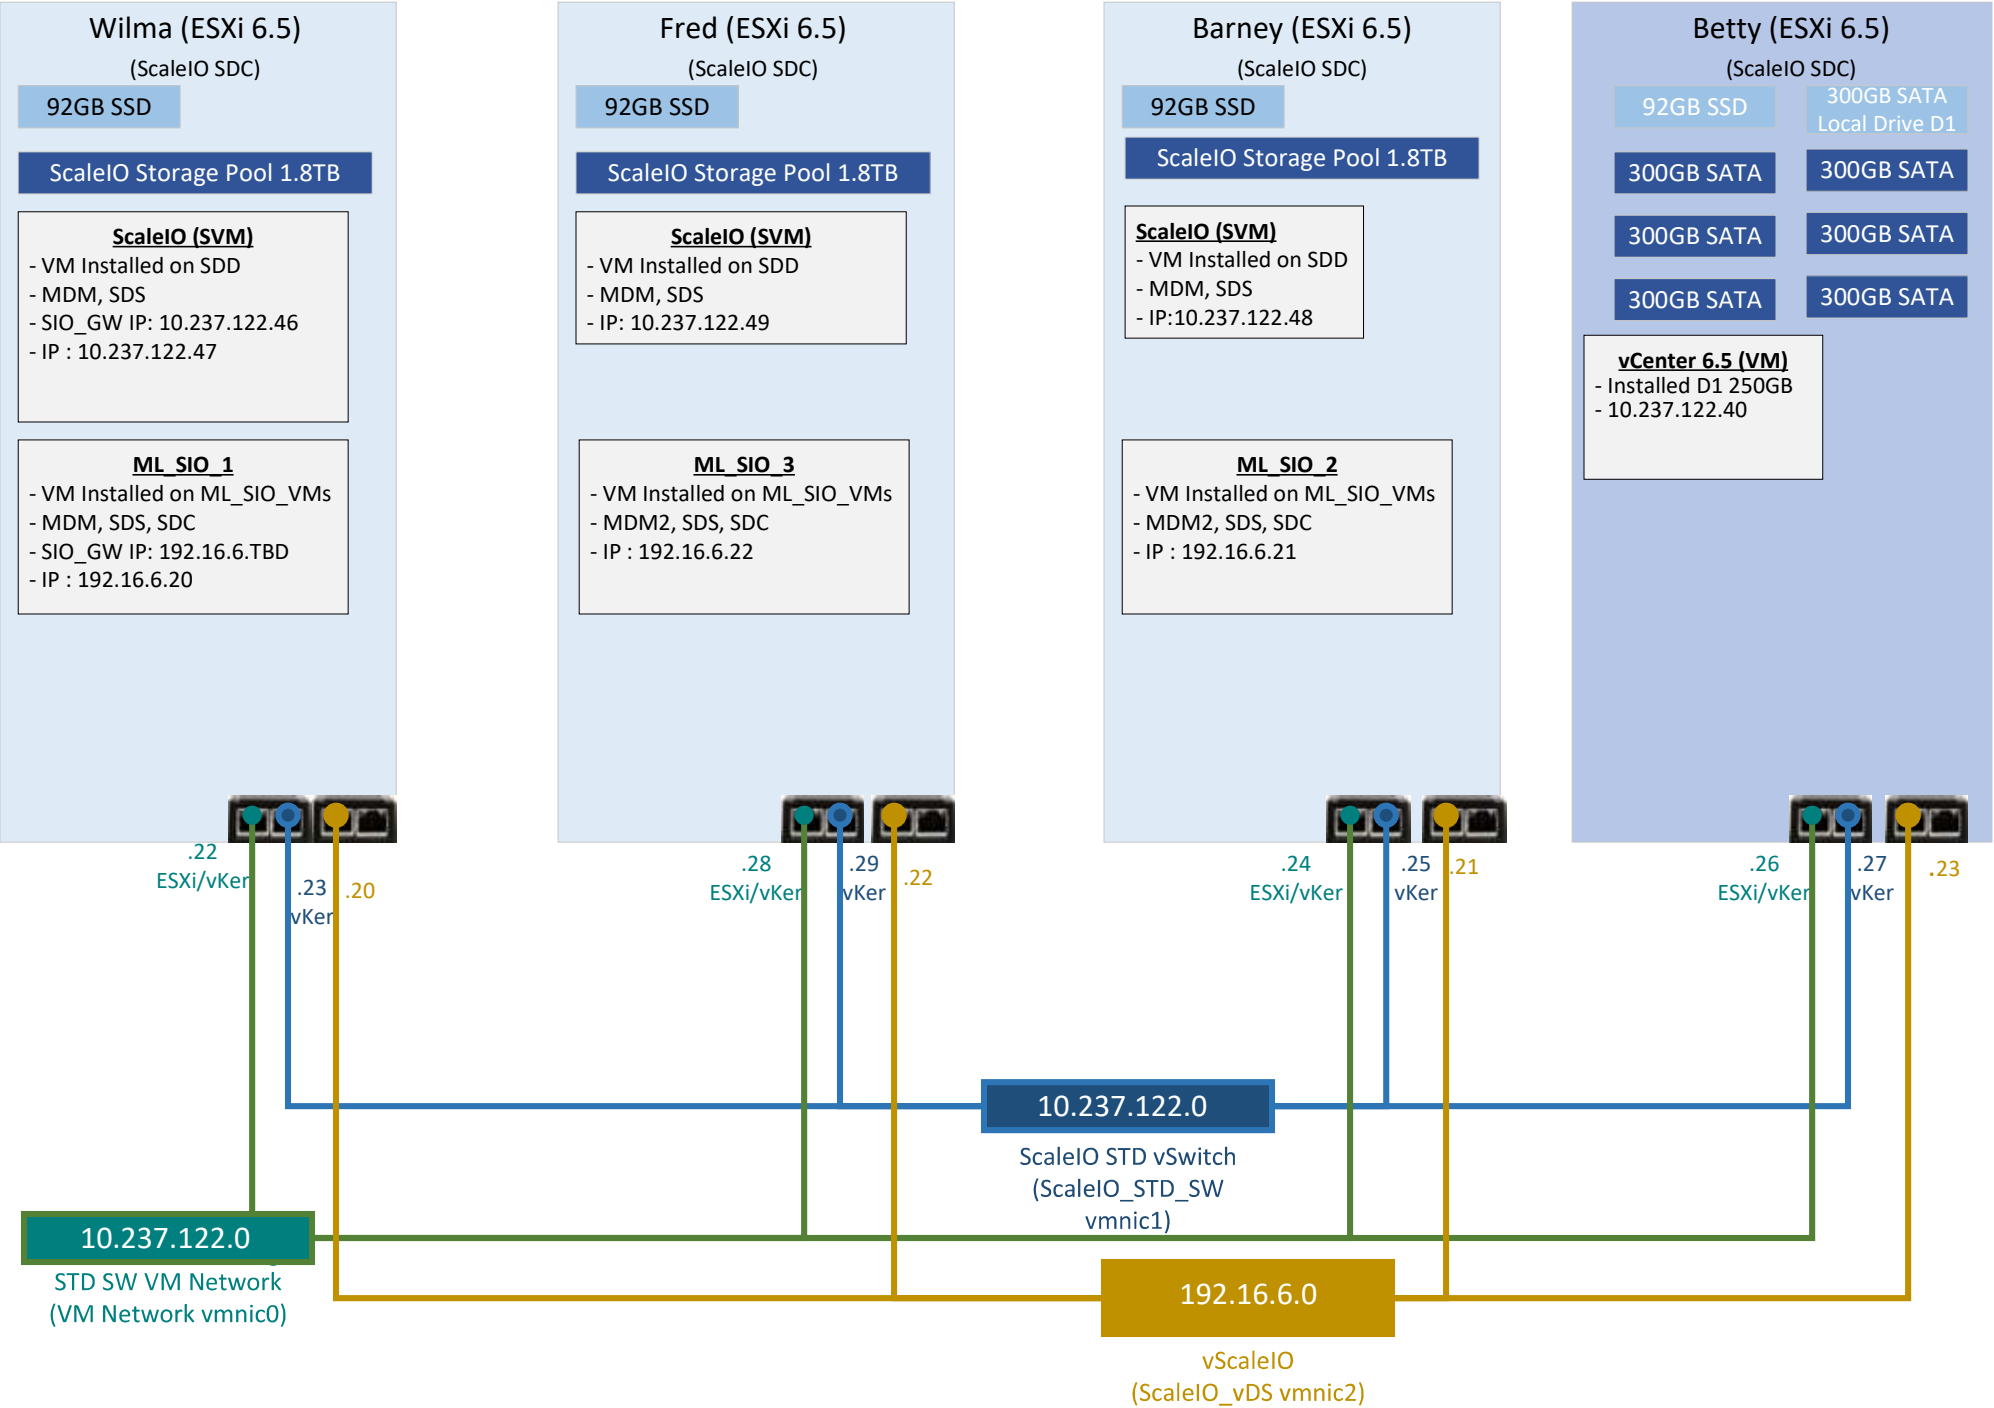 Wilma (ESXi 6.5)
(ScaleIO SDC)
92GB SSD
ScaleIO Storage Pool 1.8TB
ScaleIO (SVM)
- VM Installed on SDD
- MDM, SDS
- SIO_GW IP: 10.237.122.46
- IP : 10.237.122.47
ML_SIO_1
- VM Installed on ML_SIO_VMs
- MDM, SDS, SDC
- SIO_GW IP: 192.16.6.TBD
- IP : 192.16.6.20
Fred (ESXi 6.5)
(ScaleIO SDC)
92GB SSD
ScaleIO Storage Pool 1.8TB
ScaleIO (SVM)
- VM Installed on SDD
- MDM, SDS
- IP: 10.237.122.49
ML_SIO_3
- VM Installed on ML_SIO_VMs
- MDM2, SDS, SDC
- IP : 192.16.6.22
Barney (ESXi 6.5)
(ScaleIO SDC)
92GB SSD
ScaleIO Storage Pool 1.8TB
ScaleIO (SVM)
- VM Installed on SDD
- MDM, SDS
- IP:10.237.122.48
ML_SIO_2
- VM Installed on ML_SIO_VMs
- MDM2, SDS, SDC
- IP : 192.16.6.21
Betty (ESXi 6.5)
(ScaleIO SDC)
92GB SSD
300GB SATA
Local Drive D1
300GB SATA
300GB SATA
300GB SATA
300GB SATA
300GB SATA
300GB SATA
vCenter 6.5 (VM)
- Installed D1 250GB
- 10.237.122.40
.22
ESXi/vKer
.23
vKer
.20
.28
ESXi/vKer
.29
vKer
.22
.24
ESXi/vKer
.25
vKer
.21
.26
ESXi/vKer
.27
vKer
.23
10.237.122.0
ScaleIO STD vSwitch
(ScaleIO_STD_SW
vmnic1)
10.237.122.0
STD SW VM Network
(VM Network vmnic0)
192.16.6.0
vScaleIO
(ScaleIO_vDS vmnic2)